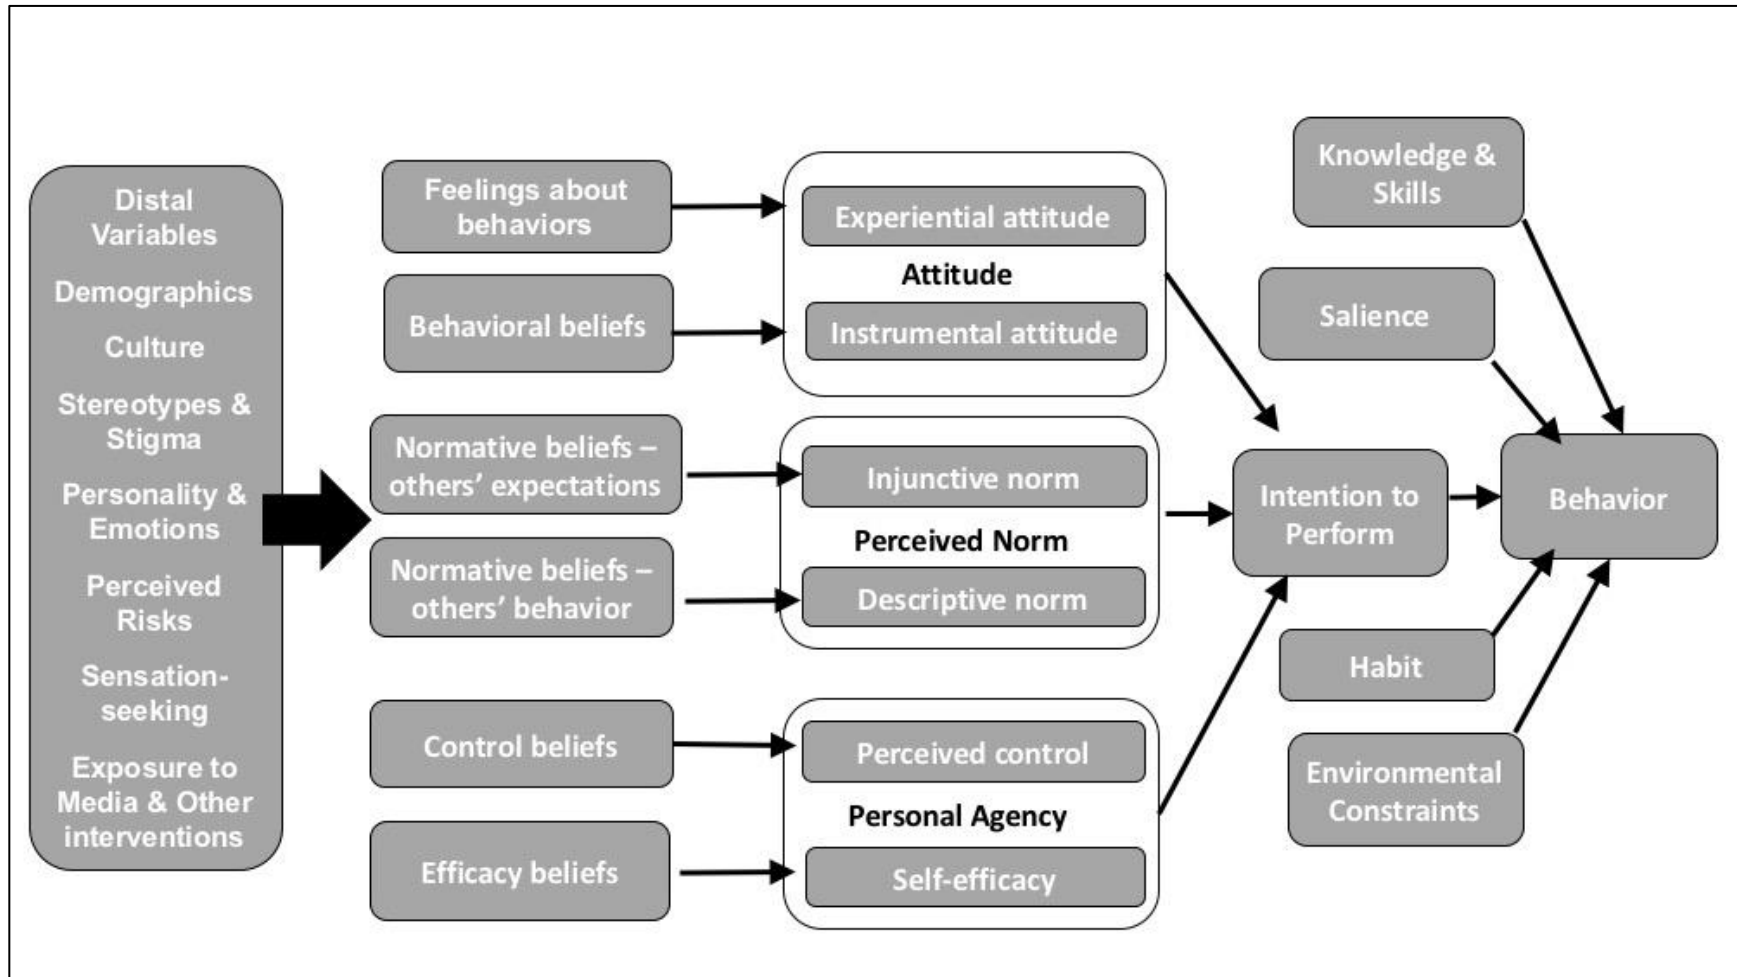 Distal
Variables
Demographics
Culture
Stereotypes &
Stigma
Personality &
Emotions
Perceived
Risks
Sensation-
seeking
Exposure to
Media & Other
interventions
Feelings about
behaviors
Behavioral beliefs
Normative beliefs –
others’ expectations
Normative beliefs –
others’ behavior
Control beliefs
Efficacy beliefs
Experiential attitude
Attitude
Instrumental attitude
Injunctive norm
Perceived Norm
Descriptive norm
Perceived control
Personal Agency
Self-efficacy
Intention to
Perform
Knowledge &
Skills
Salience
Behavior
Habit
Environmental
Constraints